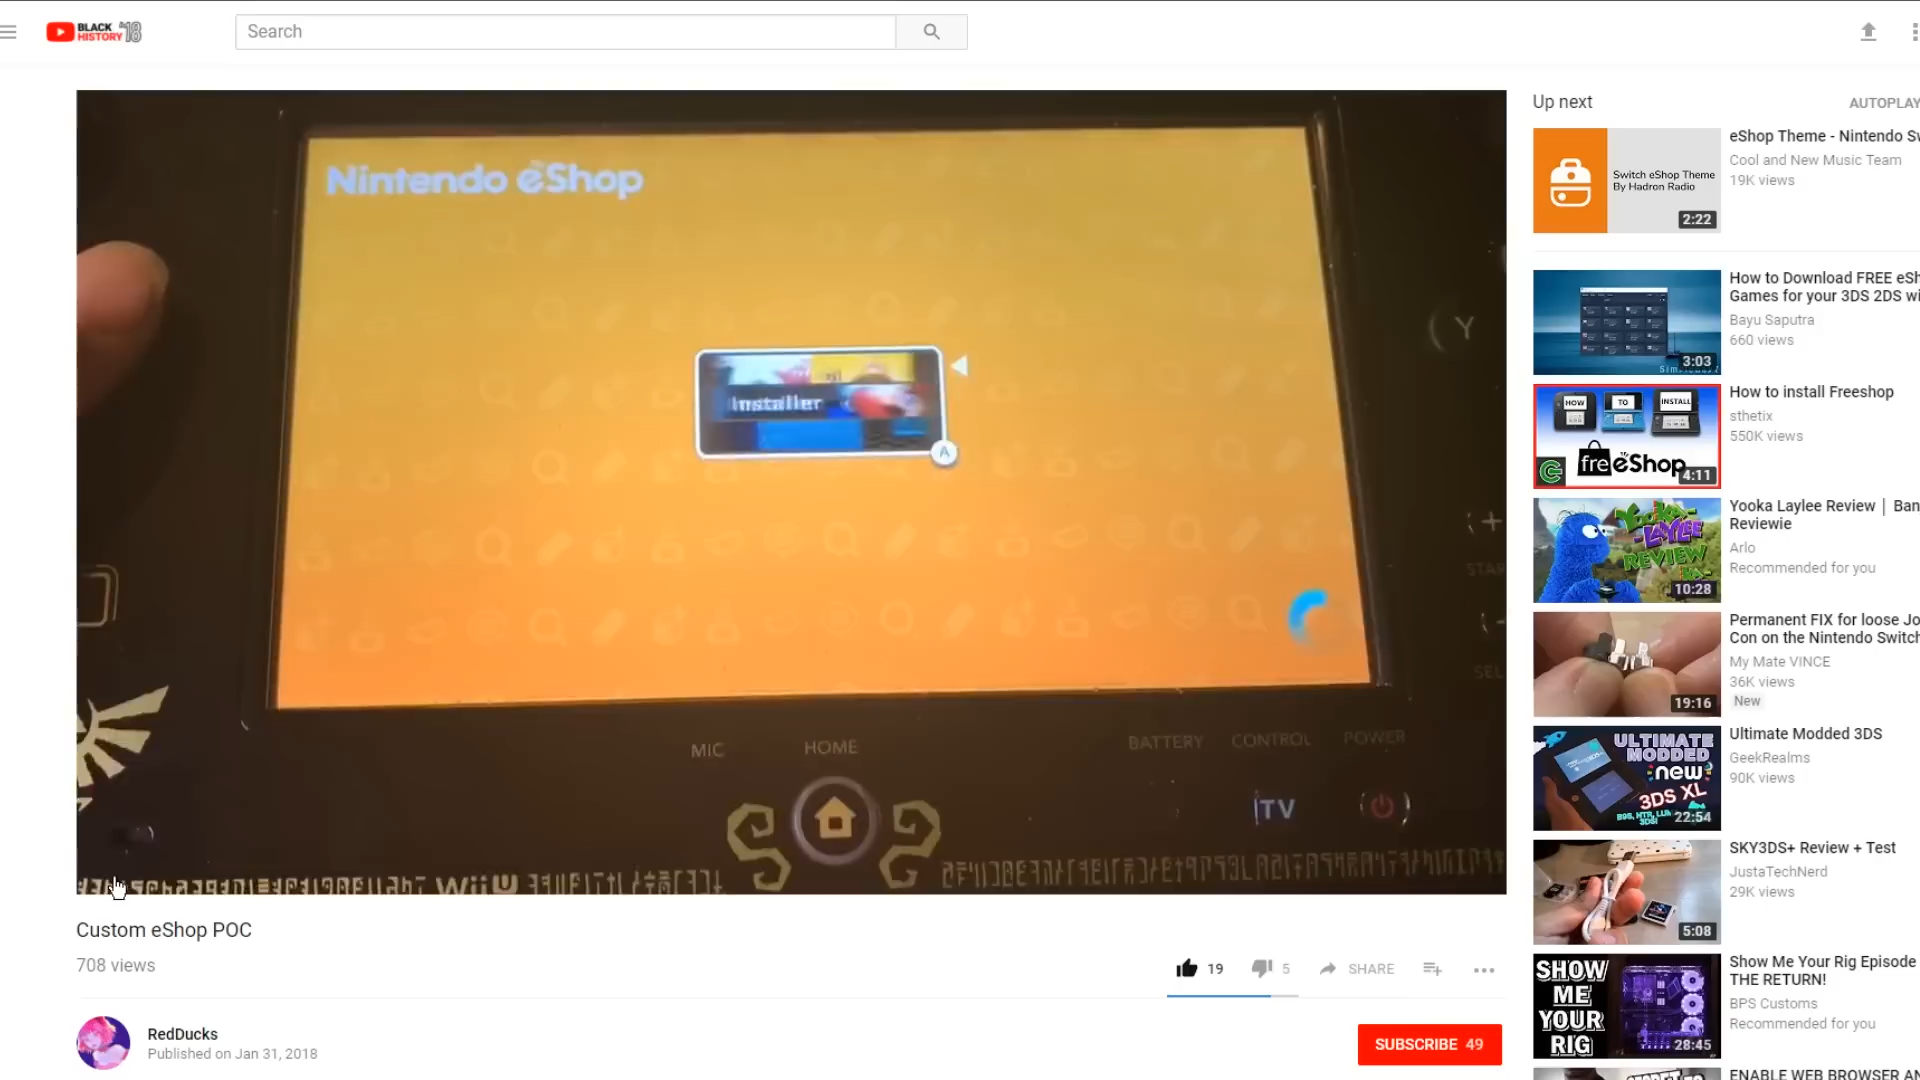 BLACK
HISTORY '18
Search
Nintendo eShop
Installer
A
Y
+
MIC
HOME
BATTERY
CONTROL
POWER
TV
Wii U
Custom eShop POC
708 views
19
5
SHARE
RedDucks
Published on Jan 31, 2018
SUBSCRIBE 49
Up next
AUTOPLAY
Switch eShop Theme
By Hadron Radio
2:22
eShop Theme - Nintendo Sw
Cool and New Music Team
19K views
3:03
How to Download FREE eSh
Games for your 3DS 2DS wi
Bayu Saputra
660 views
HOW TO INSTALL
freeShop
4:11
How to install Freeshop
sthetix
550K views
YOOKA-
LAYLEE
REVIEW
10:28
Yooka Laylee Review | Ban
Reviewie
Arlo
Recommended for you
19:16
Permanent FIX for loose Jo
Con on the Nintendo Switch
My Mate VINCE
36K views
New
ULTIMATE
MODDED
new
3DS XL
22:54
Ultimate Modded 3DS
GeekRealms
90K views
5:08
SKY3DS+ Review + Test
JustaTechNerd
29K views
SHOW
ME
YOUR
RIG
28:45
Show Me Your Rig Episode
THE RETURN!
BPS Customs
Recommended for you
ENABLE WEB BROWSER AN